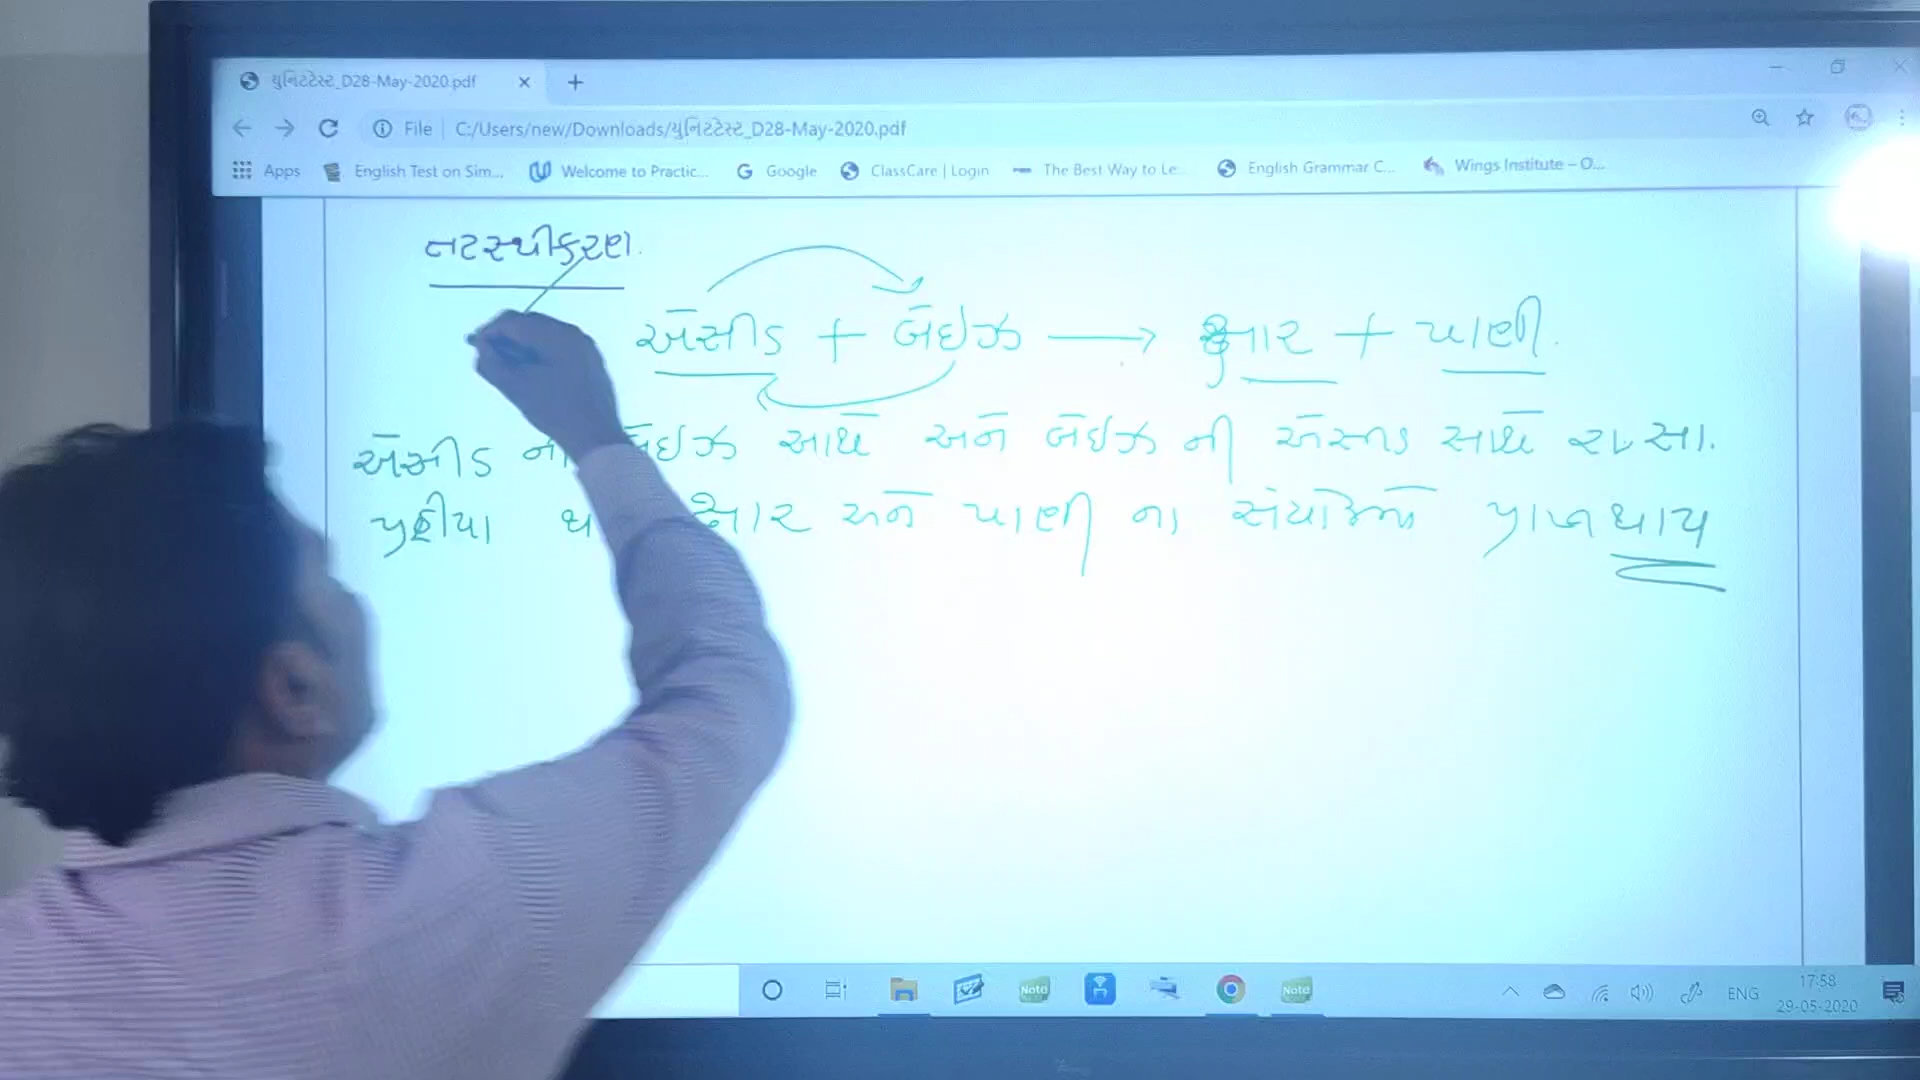 યુનિટટેસ્ટ_D28-May-2020.pdf
File C:/Users/new/Downloads/યુનિટટેસ્ટ_D28-May-2020.pdf
Apps English Test on Sim... Welcome to Practic... Google ClassCare | Login The Best Way to Le... English Grammar C... Wings Institute – O...
તટસ્થીકરણ.
એસીડ + બેઇઝ → ક્ષાર + પાણી.
એસીડ બેઇઝ સાથે અને બેઇઝ ની એસીડ સાથે રાસા.
ક્ષાર અને પાણી ના થાય
Note Note ENG 17:58
29-05-2020